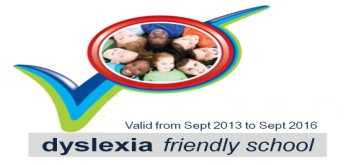 Valid from Sept 2013 to Sept 2016
dyslexia friendly school